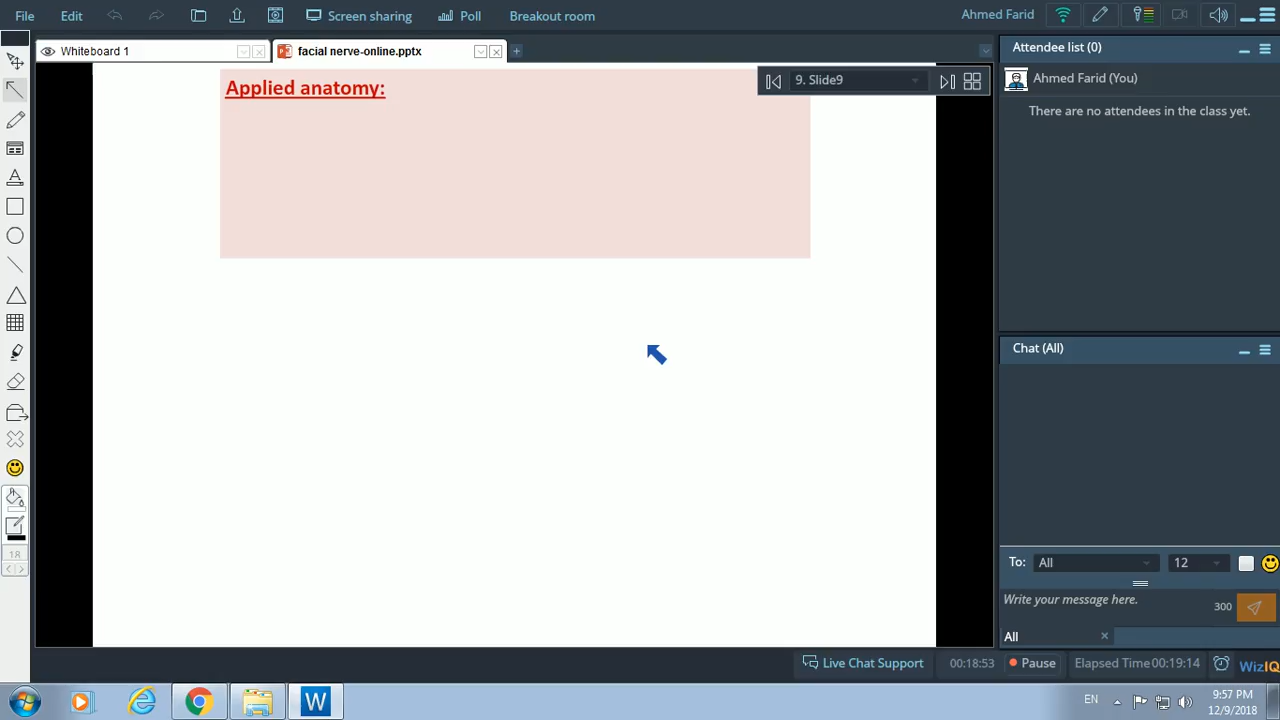 File Edit Screen sharing Poll Breakout room Ahmed Farid
Whiteboard 1 facial nerve-online.pptx
Attendee list (0)
Applied anatomy:
9. Slide9
Ahmed Farid (You)
There are no attendees in the class yet.
Chat (All)
To: All 12
Write your message here. 300
All
18
Live Chat Support 00:18:53 Pause Elapsed Time 00:19:14 WizIQ
EN 9:57 PM
12/9/2018